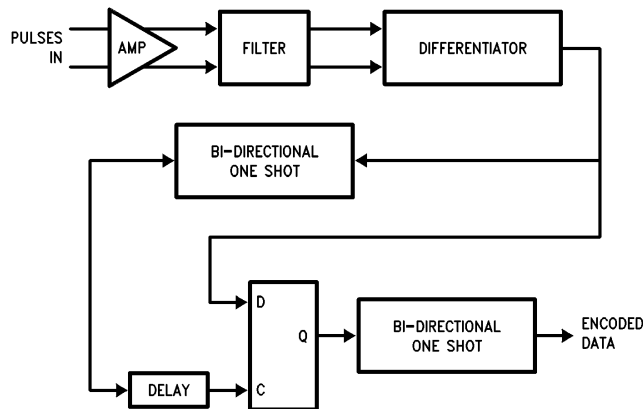 PULSES
IN
AMP
FILTER
DIFFERENTIATOR
BI-DIRECTIONAL
ONE SHOT
D
Q
C
BI-DIRECTIONAL
ONE SHOT
ENCODED
DATA
DELAY